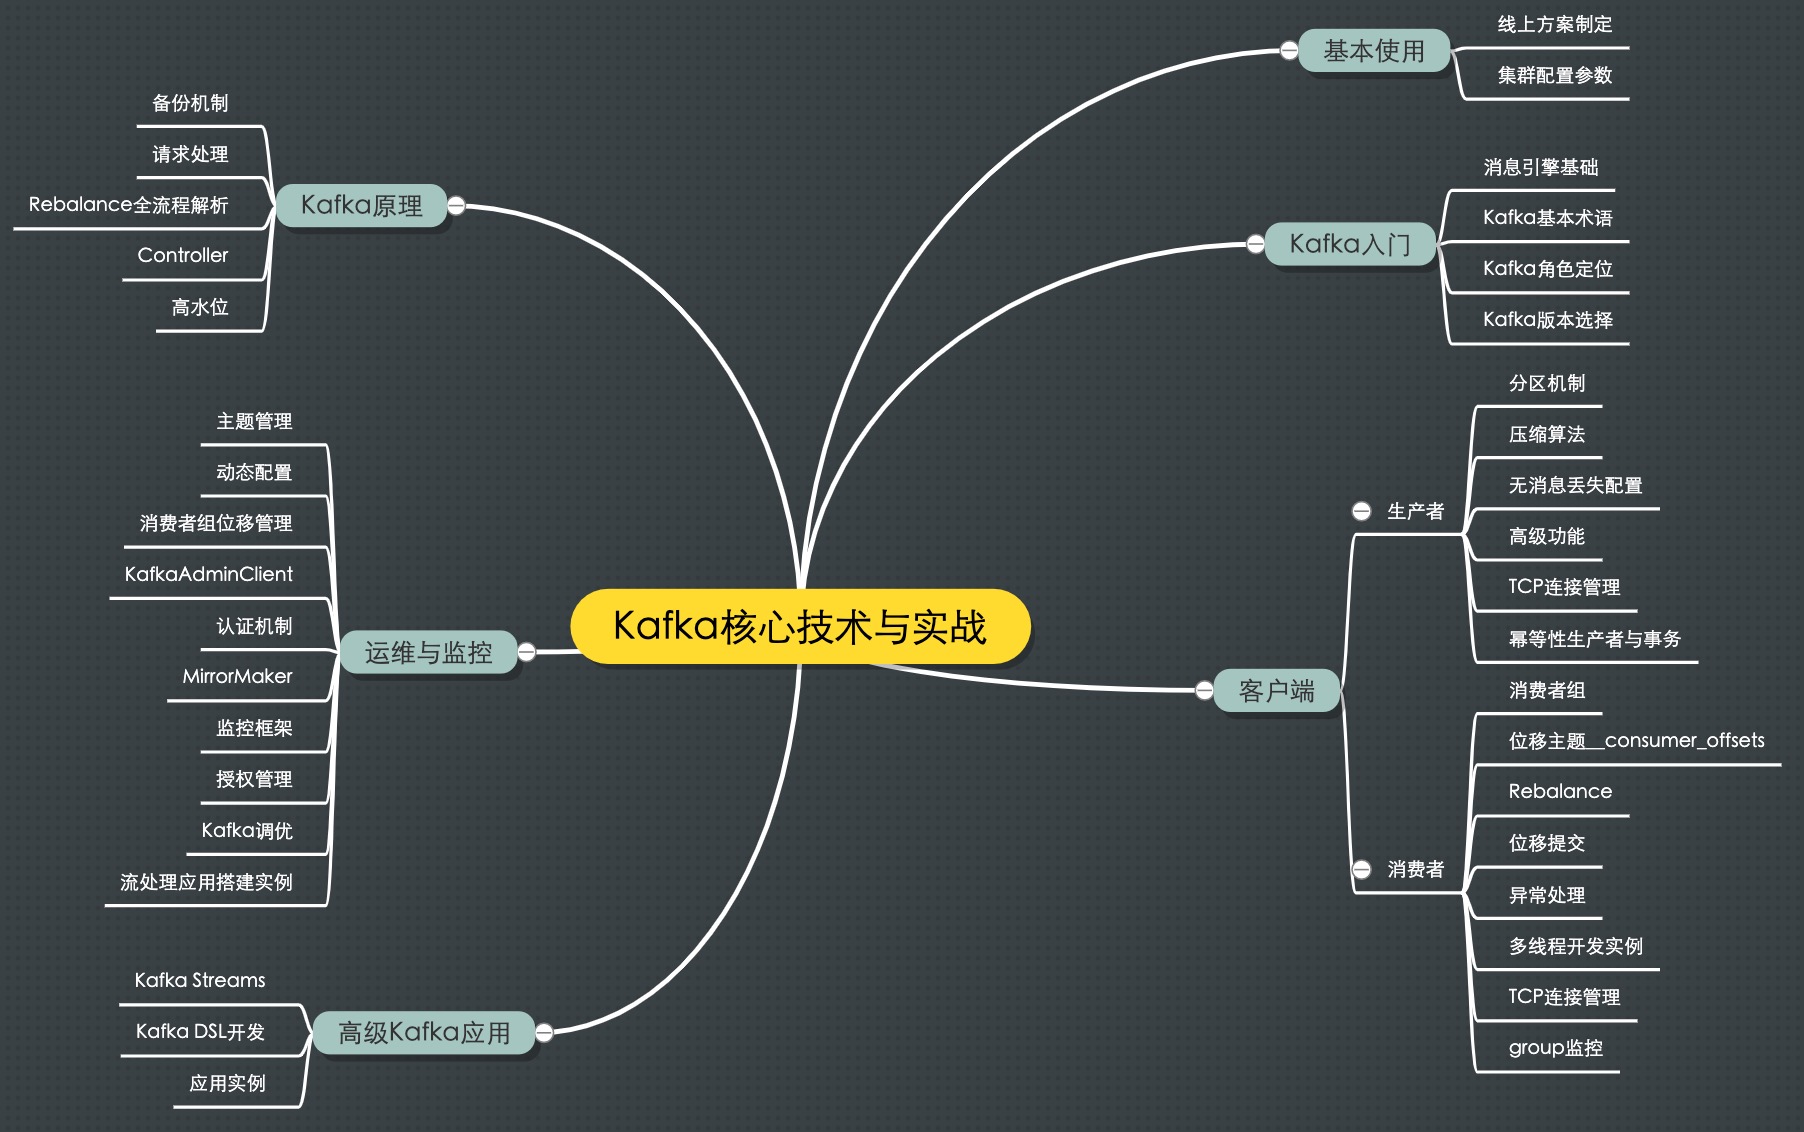 Kafka核心技术与实战
基本使用
线上方案制定
集群配置参数
Kafka入门
消息引擎基础
Kafka基本术语
Kafka角色定位
Kafka版本选择
客户端
生产者
分区机制
压缩算法
无消息丢失配置
高级功能
TCP连接管理
幂等性生产者与事务
消费者
消费者组
位移主题__consumer_offsets
Rebalance
位移提交
异常处理
多线程开发实例
TCP连接管理
group监控
Kafka原理
备份机制
请求处理
Rebalance全流程解析
Controller
高水位
运维与监控
主题管理
动态配置
消费者组位移管理
KafkaAdminClient
认证机制
MirrorMaker
监控框架
授权管理
Kafka调优
流处理应用搭建实例
高级Kafka应用
Kafka Streams
Kafka DSL开发
应用实例